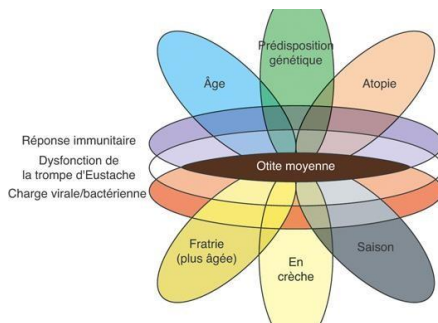 Prédisposition
génétique
Âge
Atopie
Réponse immunitaire
Dysfonction de
la trompe d'Eustache
Charge virale/bactérienne
Otite moyenne
Fratrie
(plus âgée)
En
crèche
Saison